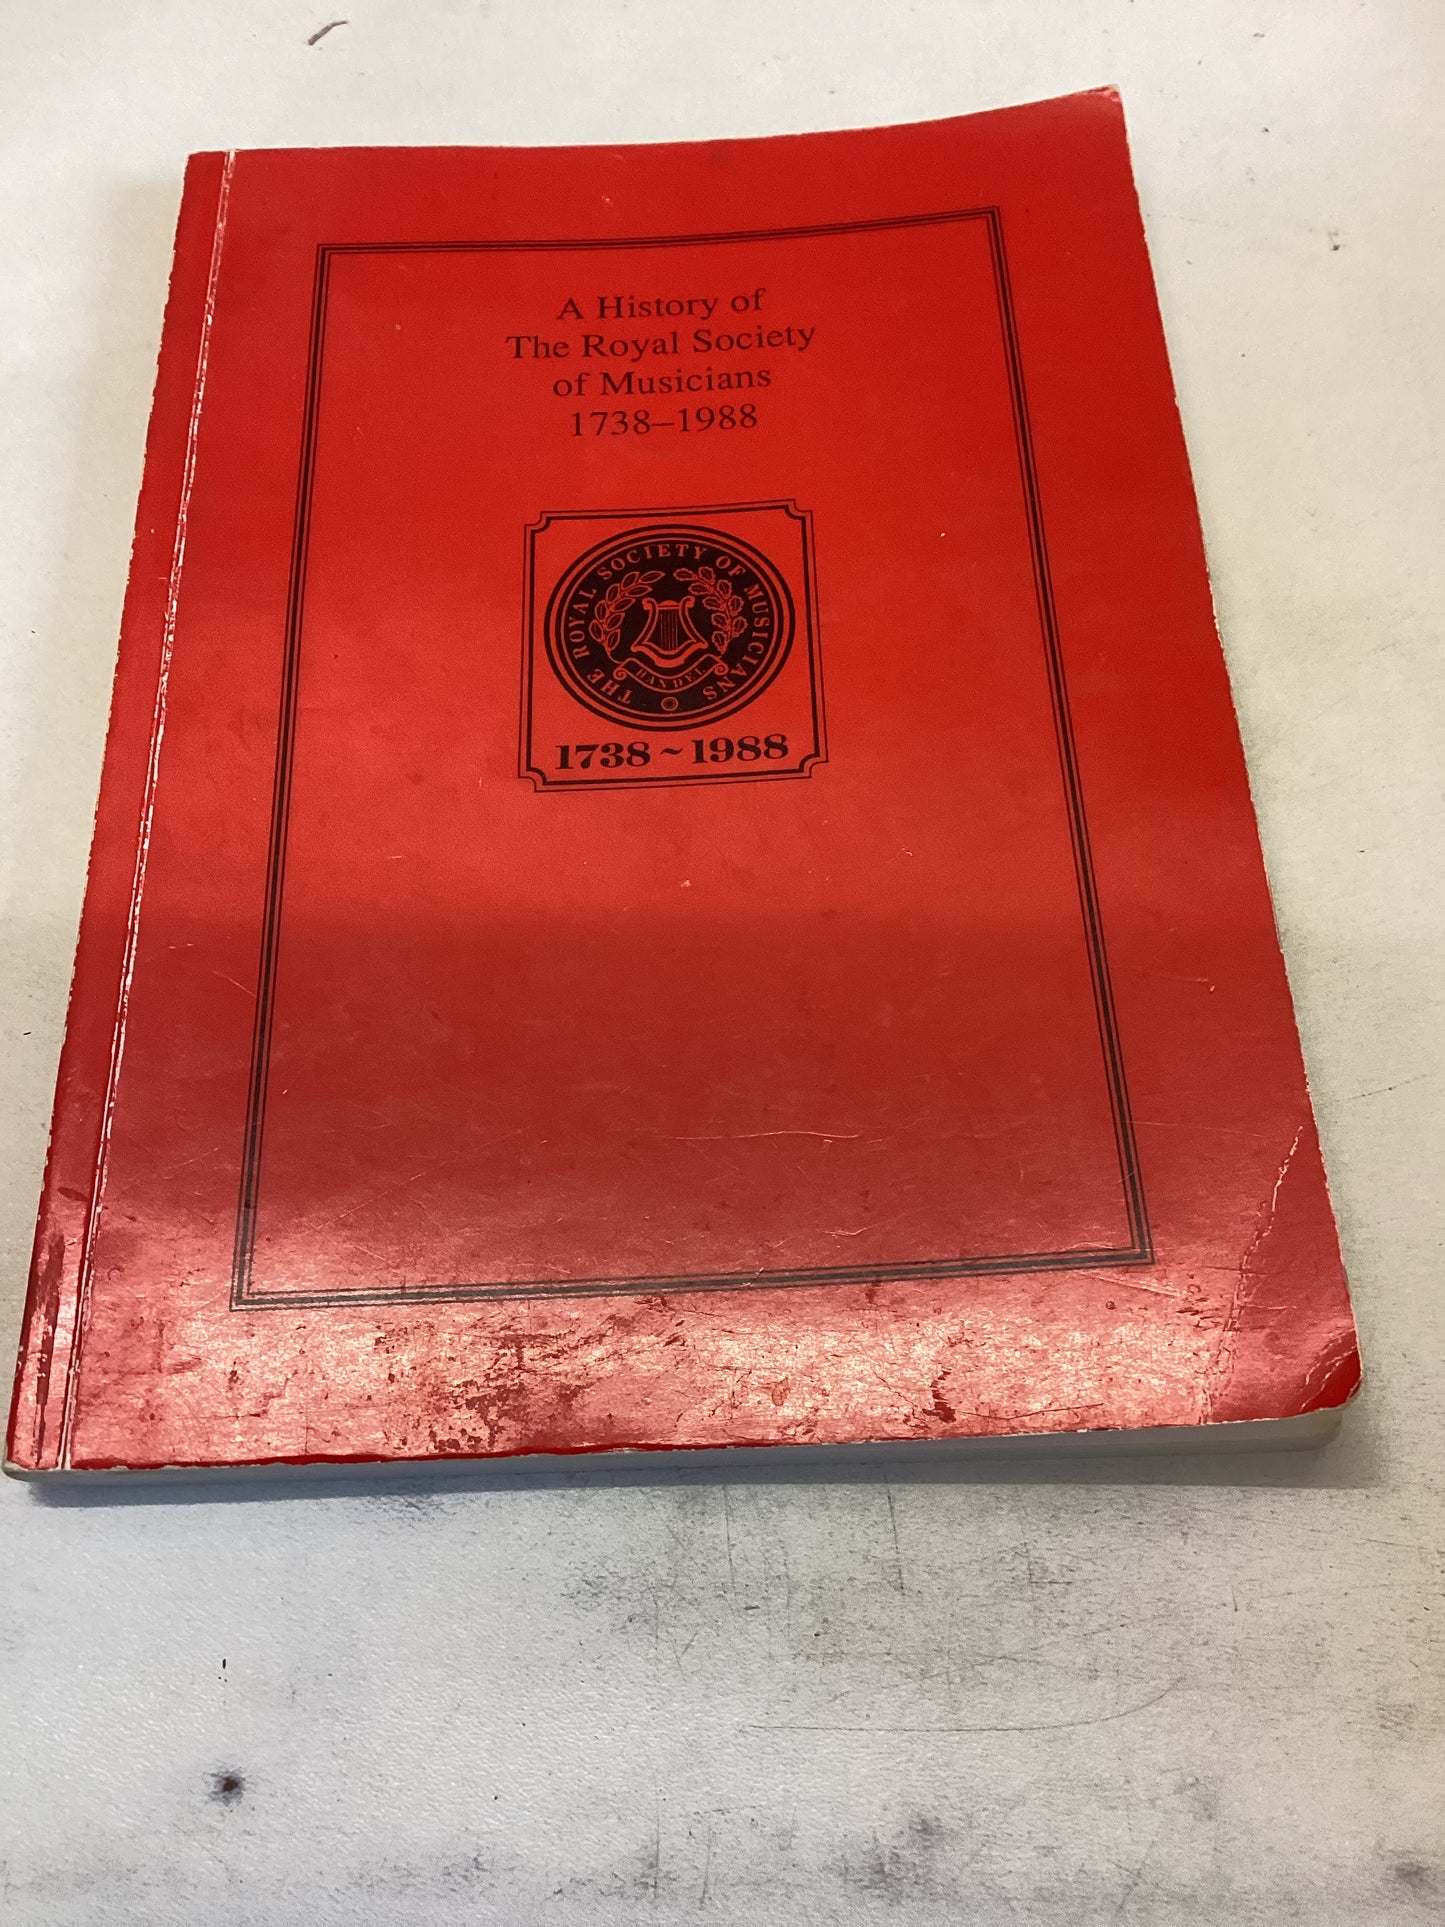 A History of
The Royal Society
of Musicians
1738–1988
THE ROYAL SOCIETY OF MUSICIANS
HANDEL
1738~1988